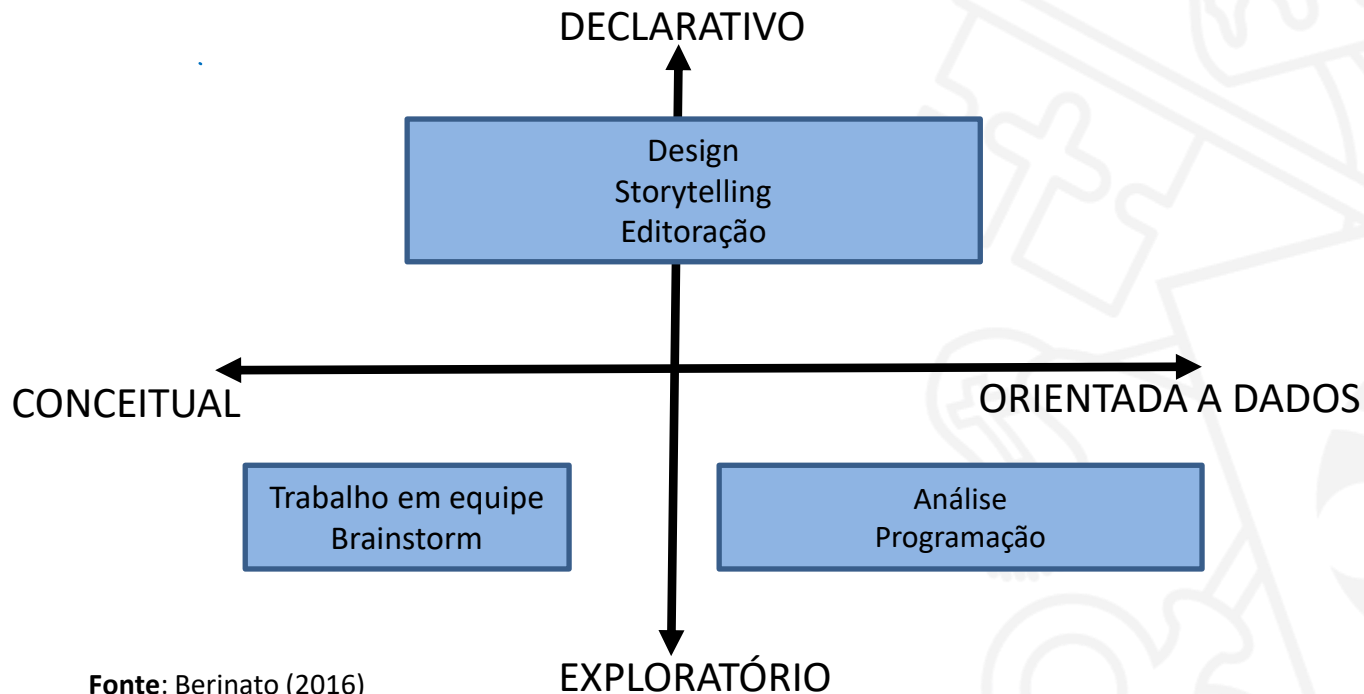 DECLARATIVO
Design
Storytelling
Editoração
CONCEITUAL
ORIENTADA A DADOS
Trabalho em equipe
Brainstorm
Análise
Programação
EXPLORATÓRIO
Fonte: Berinato (2016)